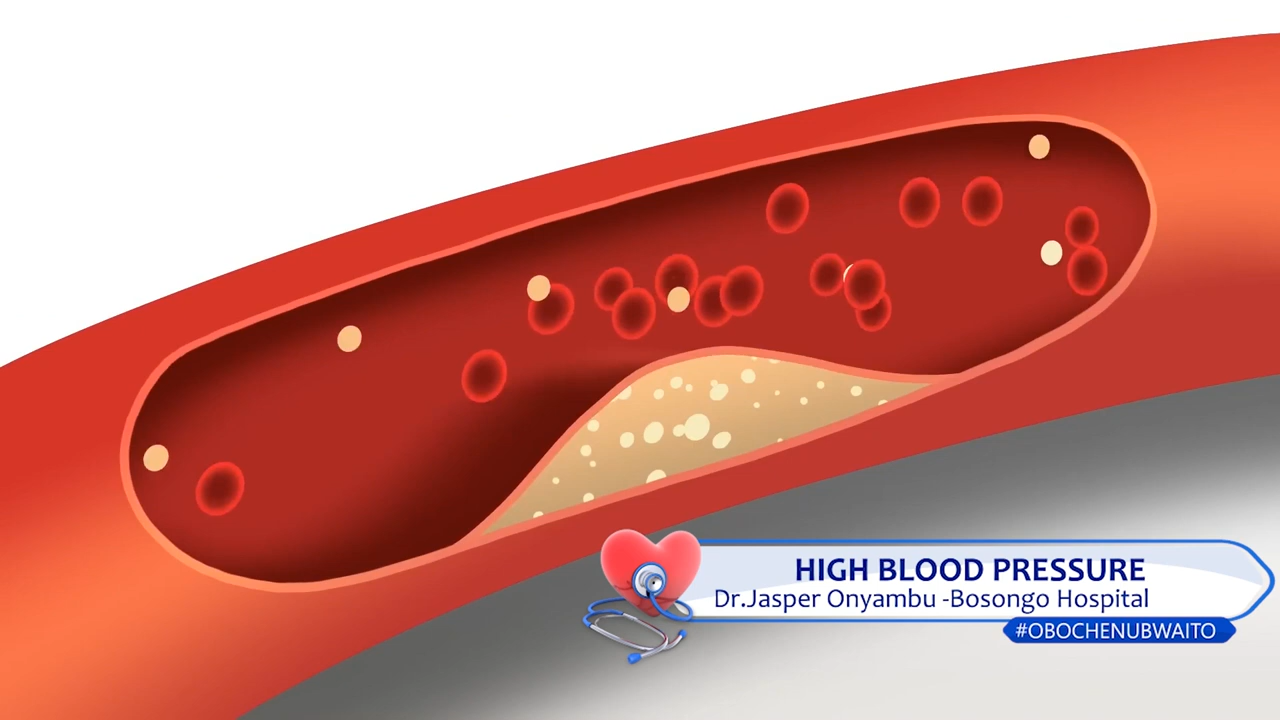 HIGH BLOOD PRESSURE
Dr.Jasper Onyambu -Bosongo Hospital
#OBOCHENUBWAITO